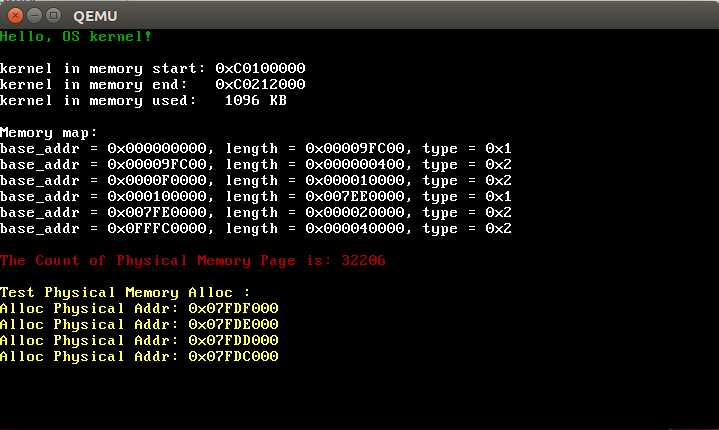 QEMU
Hello, OS kernel!
kernel in memory start: 0xC0100000
kernel in memory end:   0xC0212000
kernel in memory used:   1096 KB
Memory map:
base_addr = 0x000000000, length = 0x00009FC00, type = 0x1
base_addr = 0x00009FC00, length = 0x000000400, type = 0x2
base_addr = 0x0000F0000, length = 0x000010000, type = 0x2
base_addr = 0x000100000, length = 0x007EE0000, type = 0x1
base_addr = 0x007FE0000, length = 0x000020000, type = 0x2
base_addr = 0x0FFFC0000, length = 0x000040000, type = 0x2
The Count of Physical Memory Page is: 32206
Test Physical Memory Alloc :
Alloc Physical Addr: 0x07FDF000
Alloc Physical Addr: 0x07FDE000
Alloc Physical Addr: 0x07FDD000
Alloc Physical Addr: 0x07FDC000